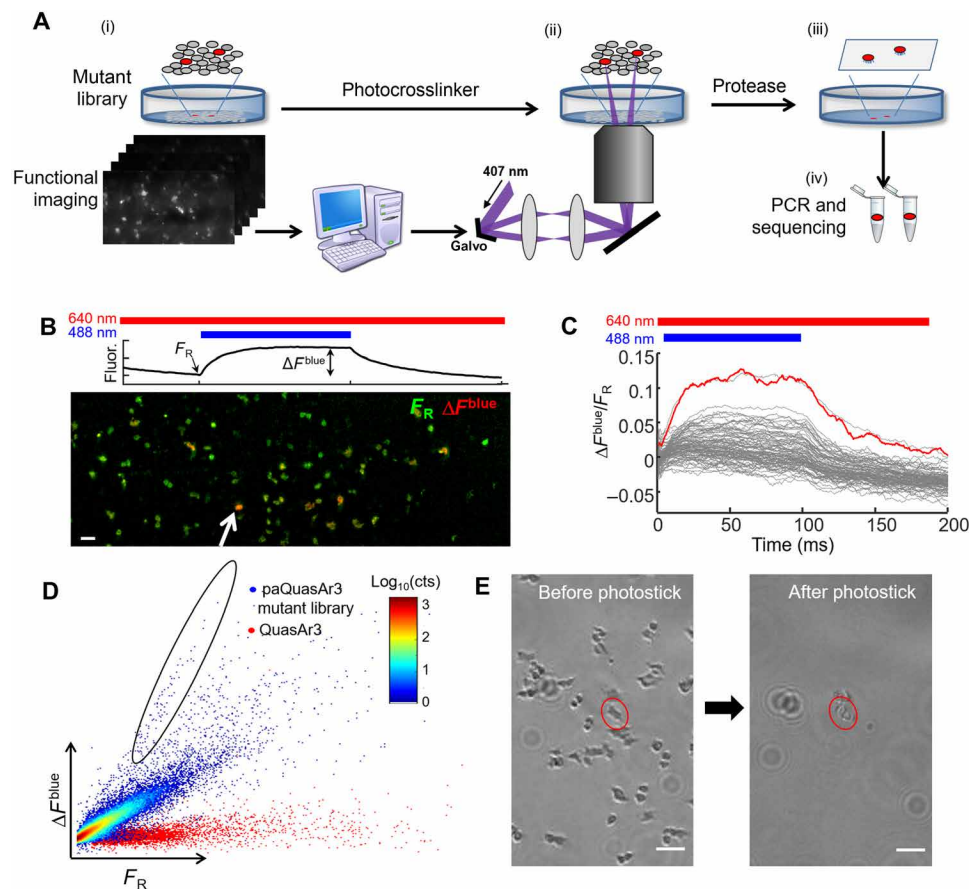 A
(i)
(ii)
(iii)
Mutant
library
Photocrosslinker
Protease
Functional
imaging
407 nm
Galvo
(iv)
PCR and
sequencing
B
640 nm
488 nm
Fluor.
F_R
ΔF^blue
F_R ΔF^blue
C
640 nm
488 nm
ΔF^blue/F_R
0.15
0.10
0.05
0
–0.05
0 50 100 150 200
Time (ms)
D
paQuasAr3
mutant library
QuasAr3
Log₁₀(cts)
3
2
1
0
ΔF^blue
F_R
E
Before photostick
After photostick